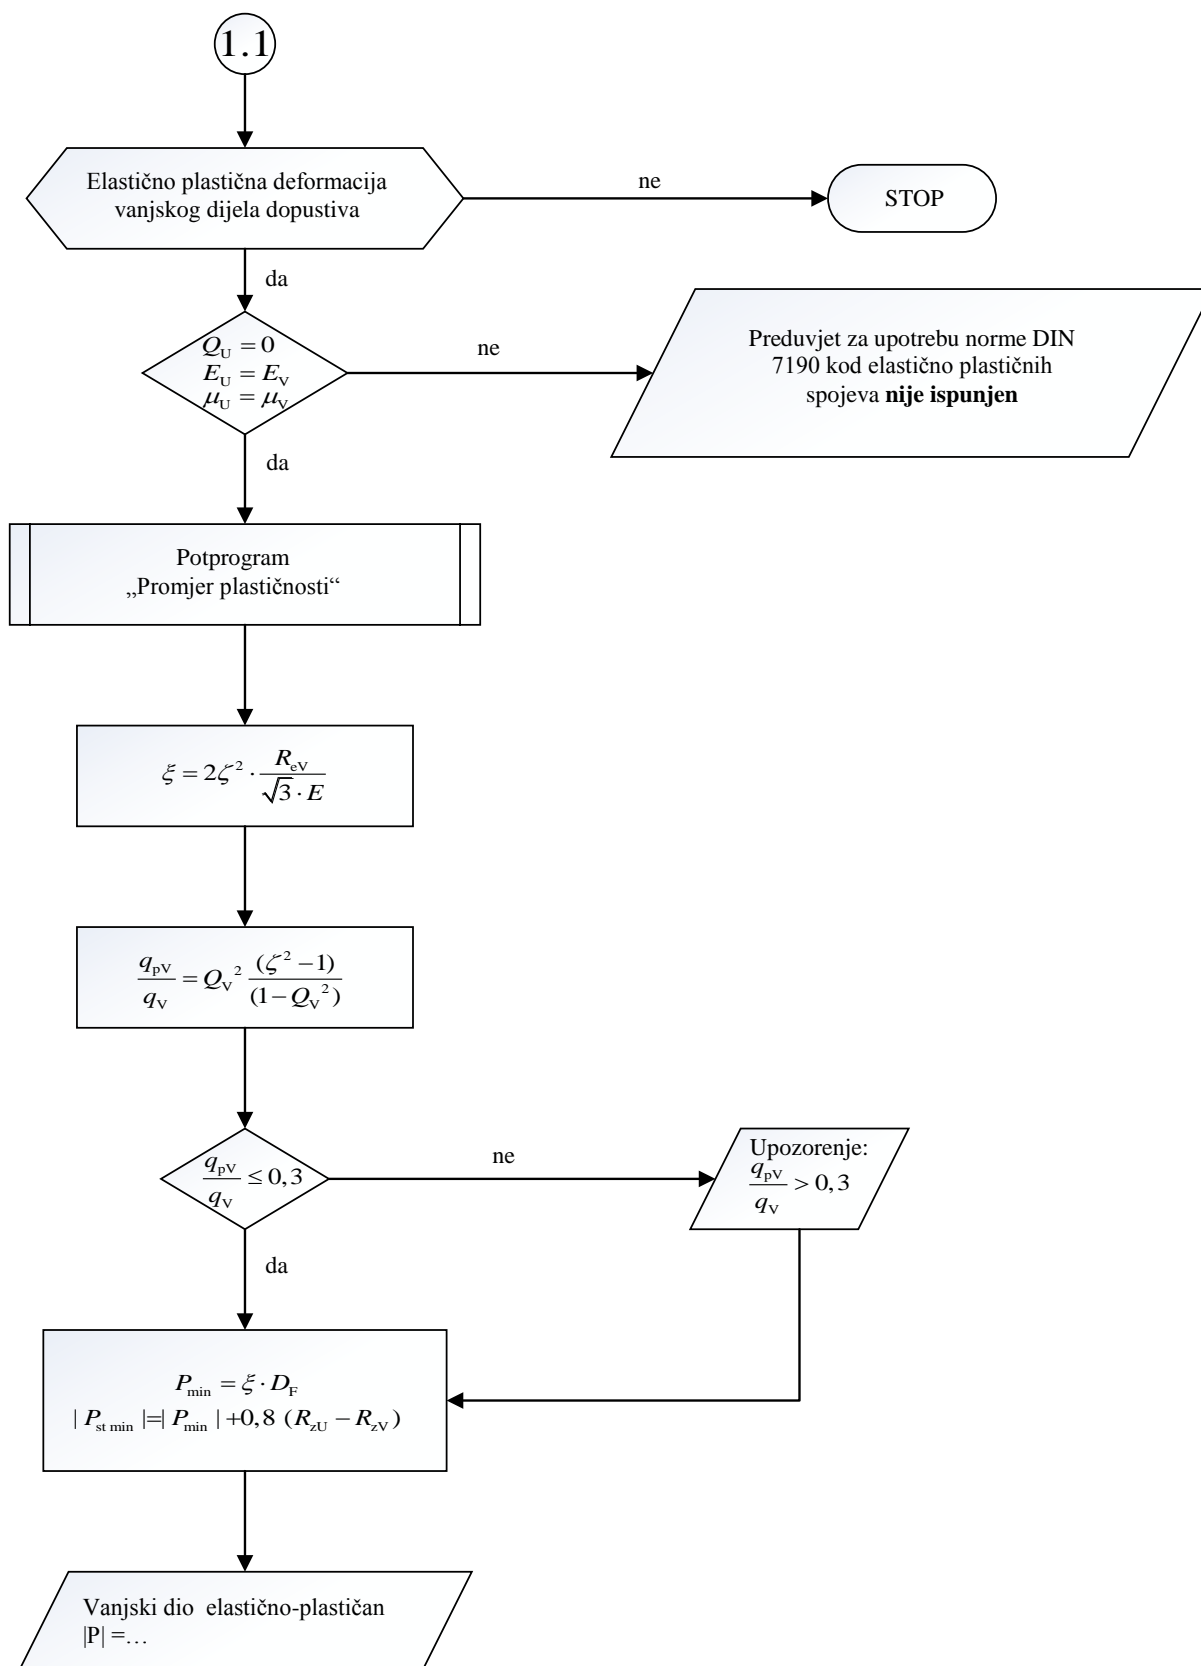 1.1
Elastično plastična deformacija
vanjskog dijela dopustiva
ne
STOP
da
Q_U = 0
E_U = E_V
μ_U = μ_V
ne
Preduvjet za upotrebu norme DIN
7190 kod elastično plastičnih
spojeva nije ispunjen
da
Potprogram
„Promjer plastičnosti“
ξ = 2ζ² · R_eV / (√3 · E)
q_pV / q_V = Q_V² (ζ² − 1) / (1 − Q_V²)
q_pV / q_V ≤ 0,3
ne
Upozorenje:
q_pV / q_V > 0,3
da
P_min = ξ · D_F
| P_st min |=| P_min | +0,8 (R_zU − R_zV)
Vanjski dio elastično-plastičan
|P| =…